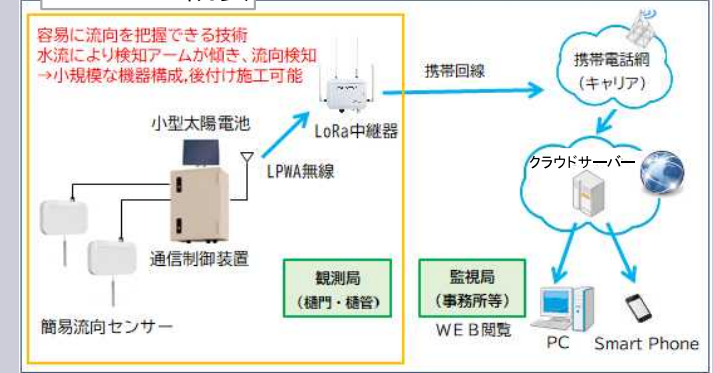 容易に流向を把握できる技術
水流により検知アームが傾き、流向検知
→小規模な機器構成,後付け施工可能
携帯回線
携帯電話網
(キャリア)
小型太陽電池
LoRa中継器
LPWA無線
クラウドサーバー
通信制御装置
観測局
(樋門・樋管)
監視局
(事務所等)
簡易流向センサー
WEB閲覧
PC
Smart Phone